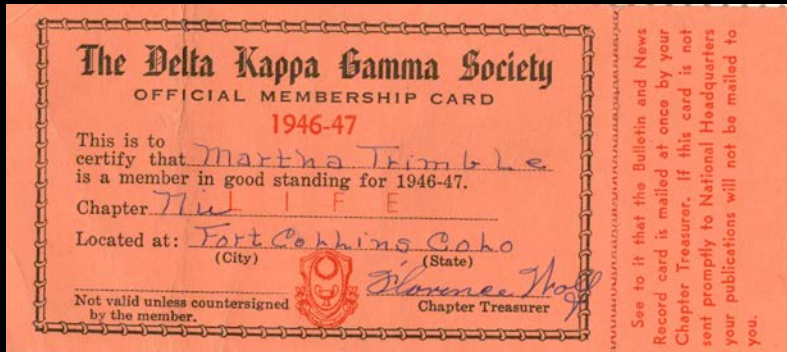 The Delta Kappa Gamma Society
OFFICIAL MEMBERSHIP CARD
1946-47
This is to
certify that Martha Trimble
is a member in good standing for 1946-47.
Chapter Nu LIFE
Located at: Fort Collins Colo
(City) (State)
Florence
Not valid unless countersigned Chapter Treasurer
by the member.
See to it that the Bulletin and News
Record card is mailed at once by your
Chapter Treasurer. If this card is not
sent promptly to National Headquarters
your publications will not be mailed to
you.